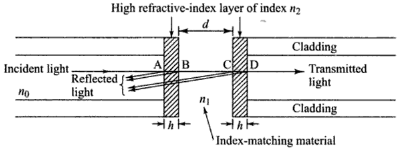 High refractive-index layer of index n₂
d
Cladding
Incident light A B C D Transmitted light
Reflected light
n₀
n₁
Cladding
h h
Index-matching material